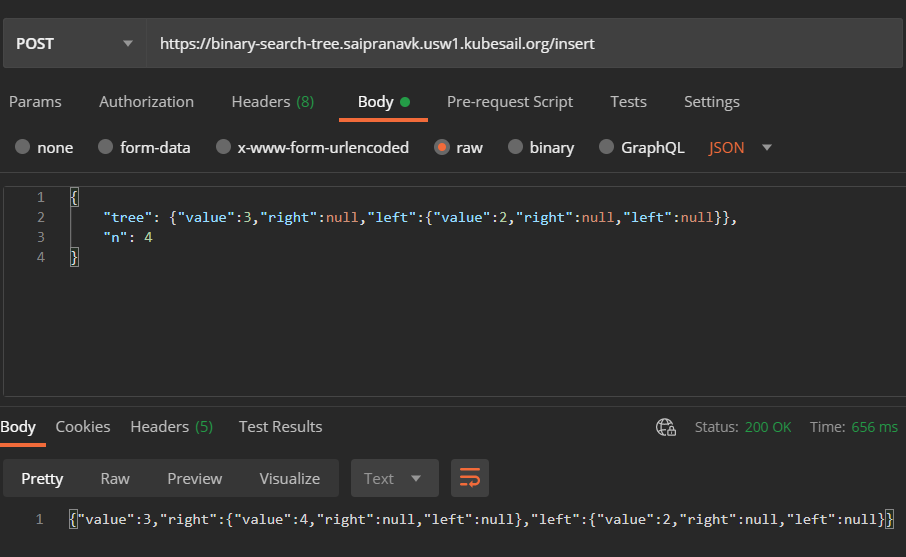 POST https://binary-search-tree.saipranavk.usw1.kubesail.org/insert
Params Authorization Headers (8) Body Pre-request Script Tests Settings
none form-data x-www-form-urlencoded raw binary GraphQL JSON
1 {
2 "tree": {"value":3,"right":null,"left":{"value":2,"right":null,"left":null}},
3 "n": 4
4 }
Body Cookies Headers (5) Test Results Status: 200 OK Time: 656 ms
Pretty Raw Preview Visualize Text
1 {"value":3,"right":{"value":4,"right":null,"left":null},"left":{"value":2,"right":null,"left":null}}